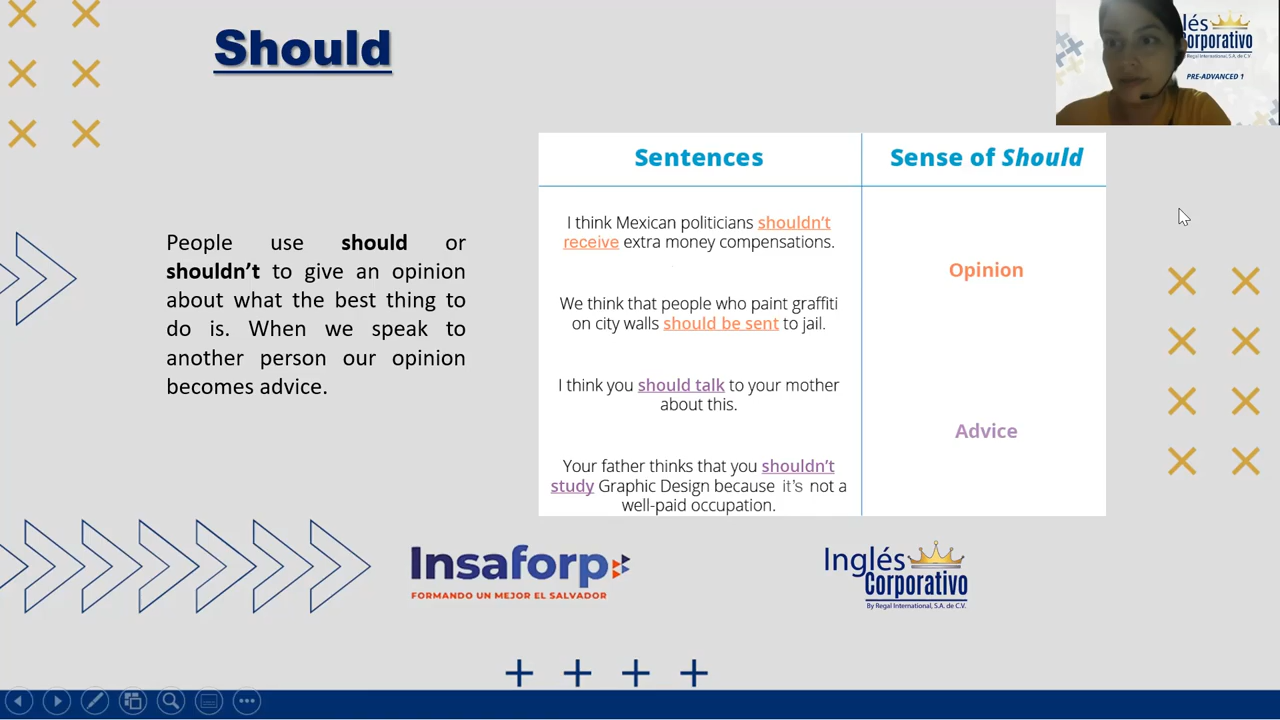 Should
lés
Corporativo
By Regal International, S.A. de C.V.
PRE-ADVANCED 1
Sentences
Sense of Should
I think Mexican politicians shouldn't
receive extra money compensations.
Opinion
We think that people who paint graffiti
on city walls should be sent to jail.
I think you should talk to your mother
about this.
Advice
Your father thinks that you shouldn't
study Graphic Design because it's not a
well-paid occupation.
People use should or
shouldn't to give an opinion
about what the best thing to
do is. When we speak to
another person our opinion
becomes advice.
Insaforp
FORMANDO UN MEJOR EL SALVADOR
Inglés
Corporativo
By Regal International, S.A. de C.V.